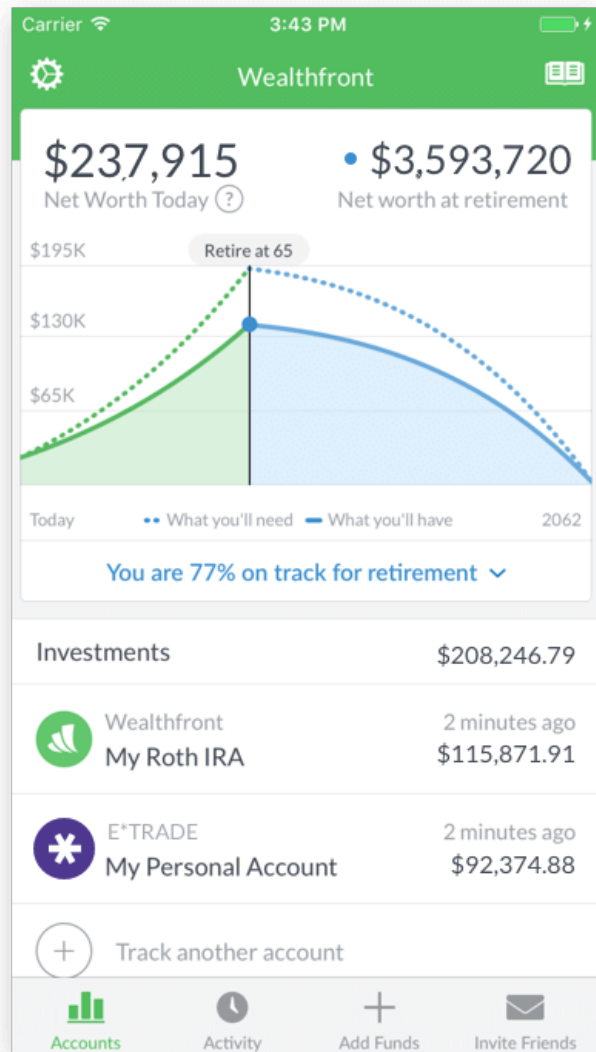 Carrier 3:43 PM
Wealthfront
$237,915 $3,593,720
Net Worth Today ? Net worth at retirement
$195K Retire at 65
$130K
$65K
Today What you'll need What you'll have 2062
You are 77% on track for retirement
Investments $208,246.79
Wealthfront 2 minutes ago
My Roth IRA $115,871.91
E*TRADE 2 minutes ago
My Personal Account $92,374.88
Track another account
Accounts Activity Add Funds Invite Friends